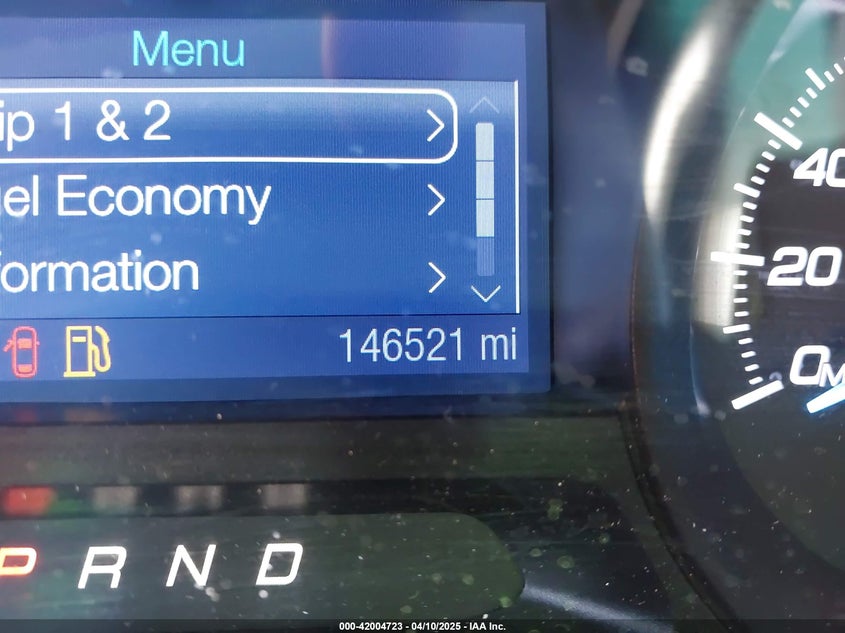 Menu
ip 1 & 2
el Economy
formation
146521 mi
40
20
0
P R N D
000-42004723 - 04/10/2025 - IAA Inc.